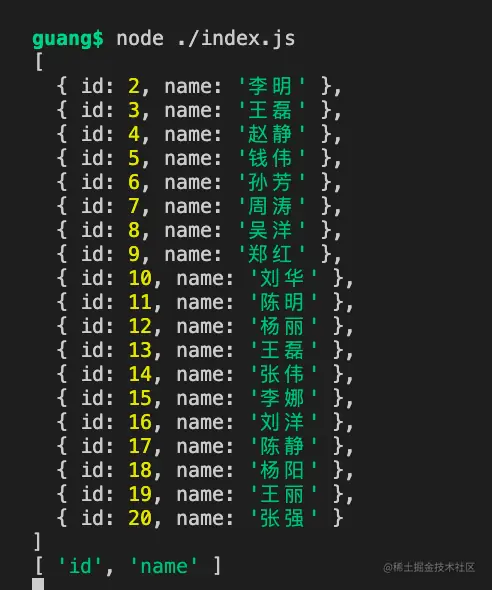 guang$ node ./index.js
[
  { id: 2, name: '李明' },
  { id: 3, name: '王磊' },
  { id: 4, name: '赵静' },
  { id: 5, name: '钱伟' },
  { id: 6, name: '孙芳' },
  { id: 7, name: '周涛' },
  { id: 8, name: '吴洋' },
  { id: 9, name: '郑红' },
  { id: 10, name: '刘华' },
  { id: 11, name: '陈明' },
  { id: 12, name: '杨丽' },
  { id: 13, name: '王磊' },
  { id: 14, name: '张伟' },
  { id: 15, name: '李娜' },
  { id: 16, name: '刘洋' },
  { id: 17, name: '陈静' },
  { id: 18, name: '杨阳' },
  { id: 19, name: '王丽' },
  { id: 20, name: '张强' }
]
[ 'id', 'name' ]
@稀土掘金技术社区